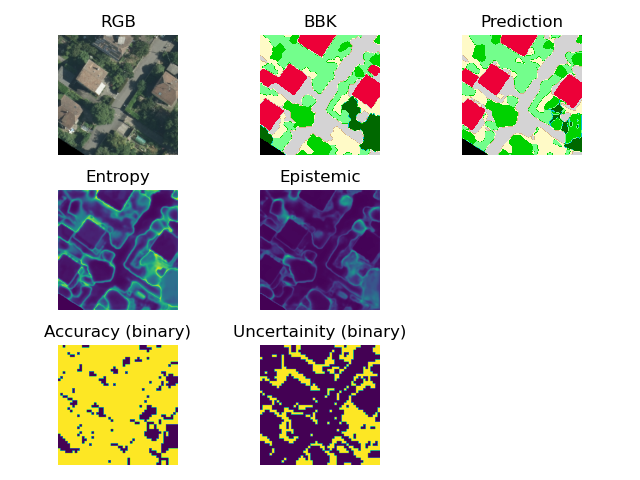 RGB
BBK
Prediction
Entropy
Epistemic
Accuracy (binary)
Uncertainity (binary)